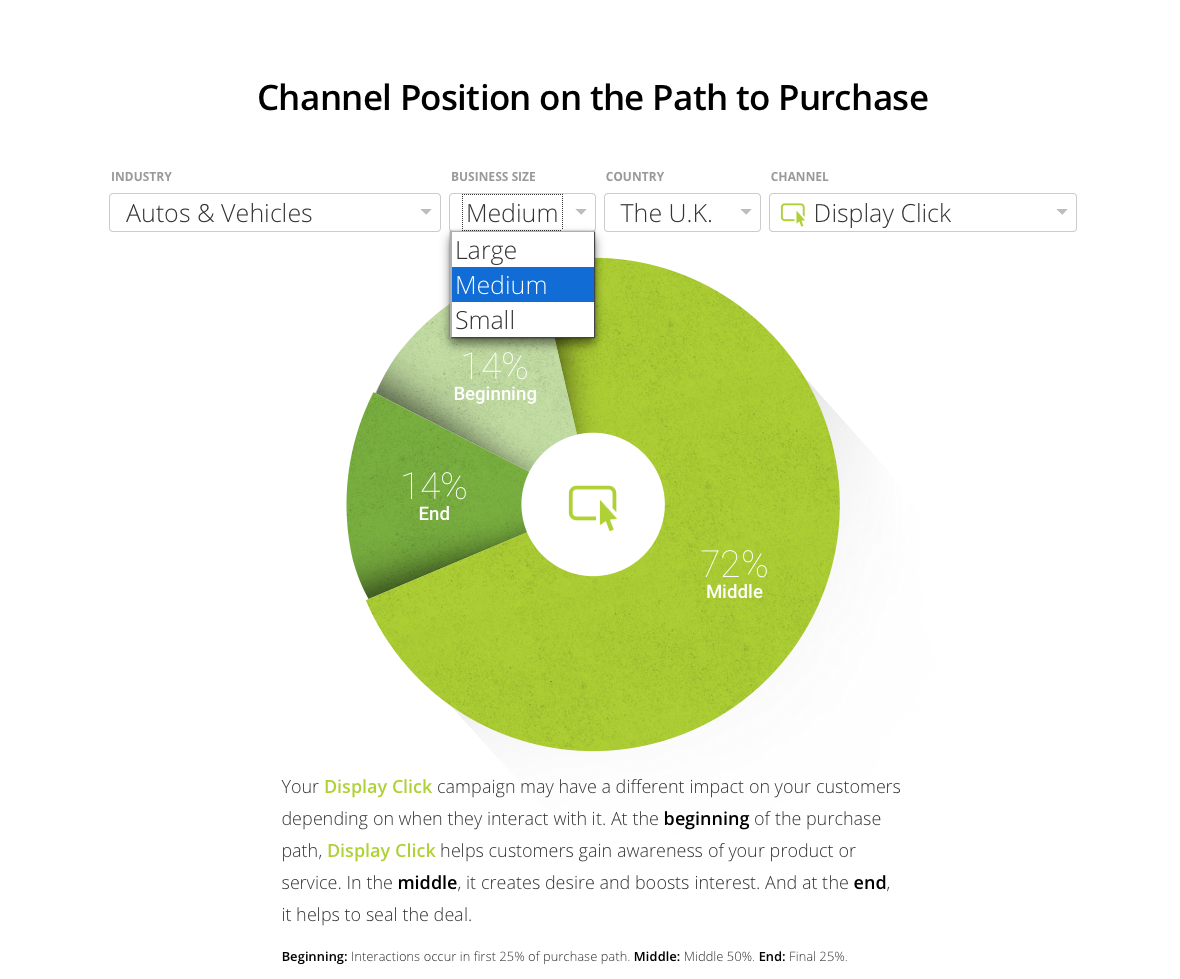 Channel Position on the Path to Purchase
INDUSTRY BUSINESS SIZE COUNTRY CHANNEL
Autos & Vehicles Medium The U.K. Display Click
Large
Medium
Small
14%
Beginning
14%
End
72%
Middle
Your Display Click campaign may have a different impact on your customers
depending on when they interact with it. At the beginning of the purchase
path, Display Click helps customers gain awareness of your product or
service. In the middle, it creates desire and boosts interest. And at the end,
it helps to seal the deal.
Beginning: Interactions occur in first 25% of purchase path. Middle: Middle 50%. End: Final 25%.